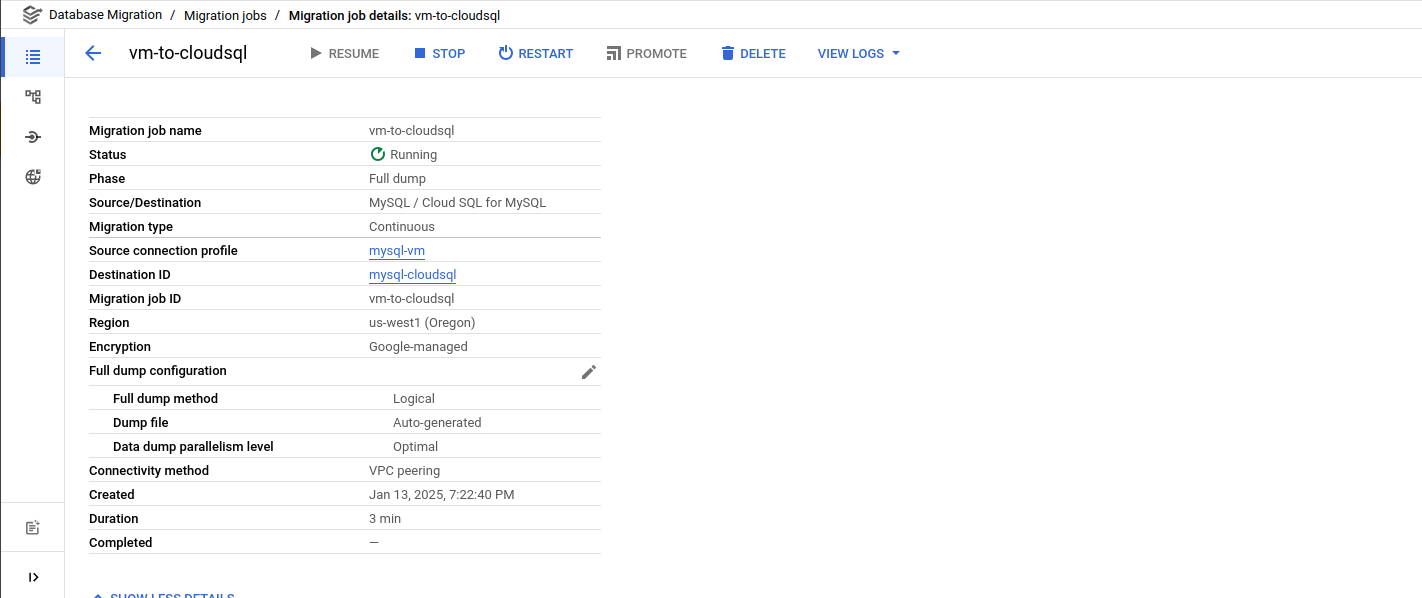 Database Migration / Migration jobs / Migration job details: vm-to-cloudsql
vm-to-cloudsql RESUME STOP RESTART PROMOTE DELETE VIEW LOGS
Migration job name vm-to-cloudsql
Status Running
Phase Full dump
Source/Destination MySQL / Cloud SQL for MySQL
Migration type Continuous
Source connection profile mysql-vm
Destination ID mysql-cloudsql
Migration job ID vm-to-cloudsql
Region us-west1 (Oregon)
Encryption Google-managed
Full dump configuration
Full dump method Logical
Dump file Auto-generated
Data dump parallelism level Optimal
Connectivity method VPC peering
Created Jan 13, 2025, 7:22:40 PM
Duration 3 min
Completed —
SHOW LESS DETAILS